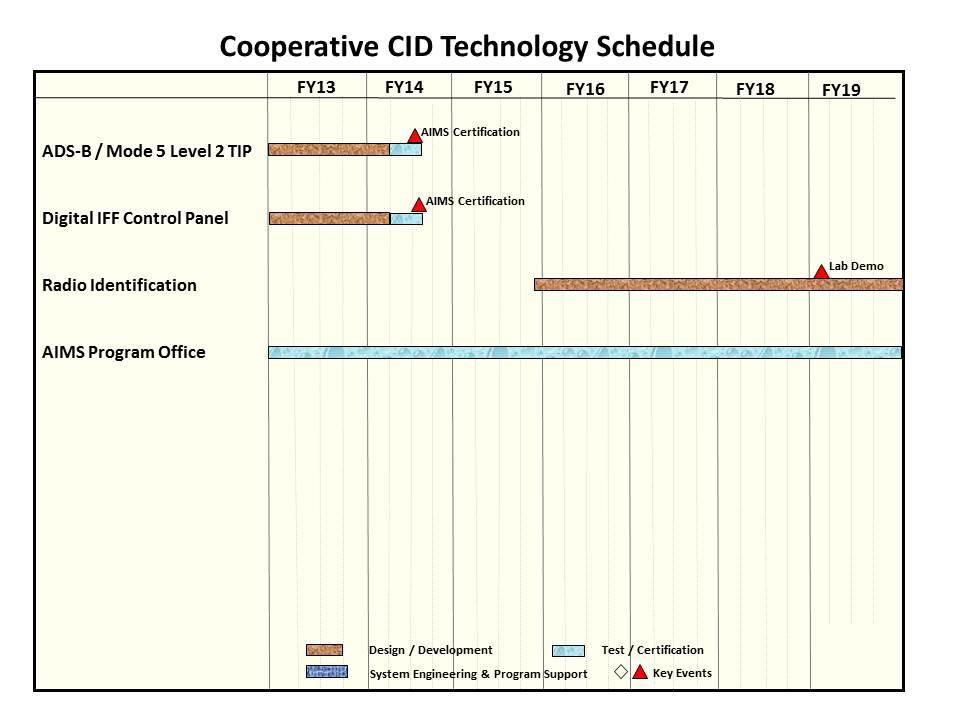 Cooperative CID Technology Schedule
FY13 FY14 FY15 FY16 FY17 FY18 FY19
AIMS Certification
ADS-B / Mode 5 Level 2 TIP
AIMS Certification
Digital IFF Control Panel
Lab Demo
Radio Identification
AIMS Program Office
Design / Development Test / Certification
System Engineering & Program Support Key Events